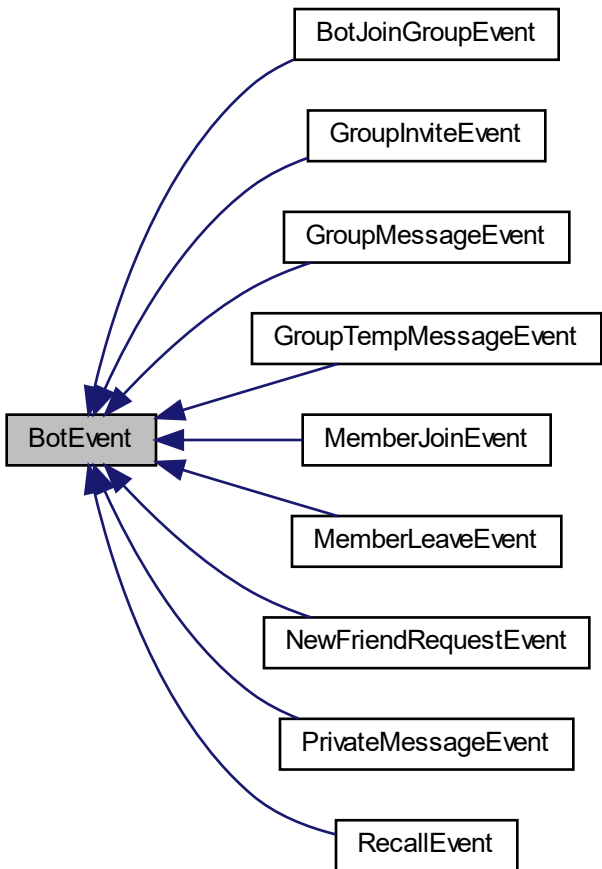 BotJoinGroupEvent
GroupInviteEvent
GroupMessageEvent
GroupTempMessageEvent
BotEvent
MemberJoinEvent
MemberLeaveEvent
NewFriendRequestEvent
PrivateMessageEvent
RecallEvent